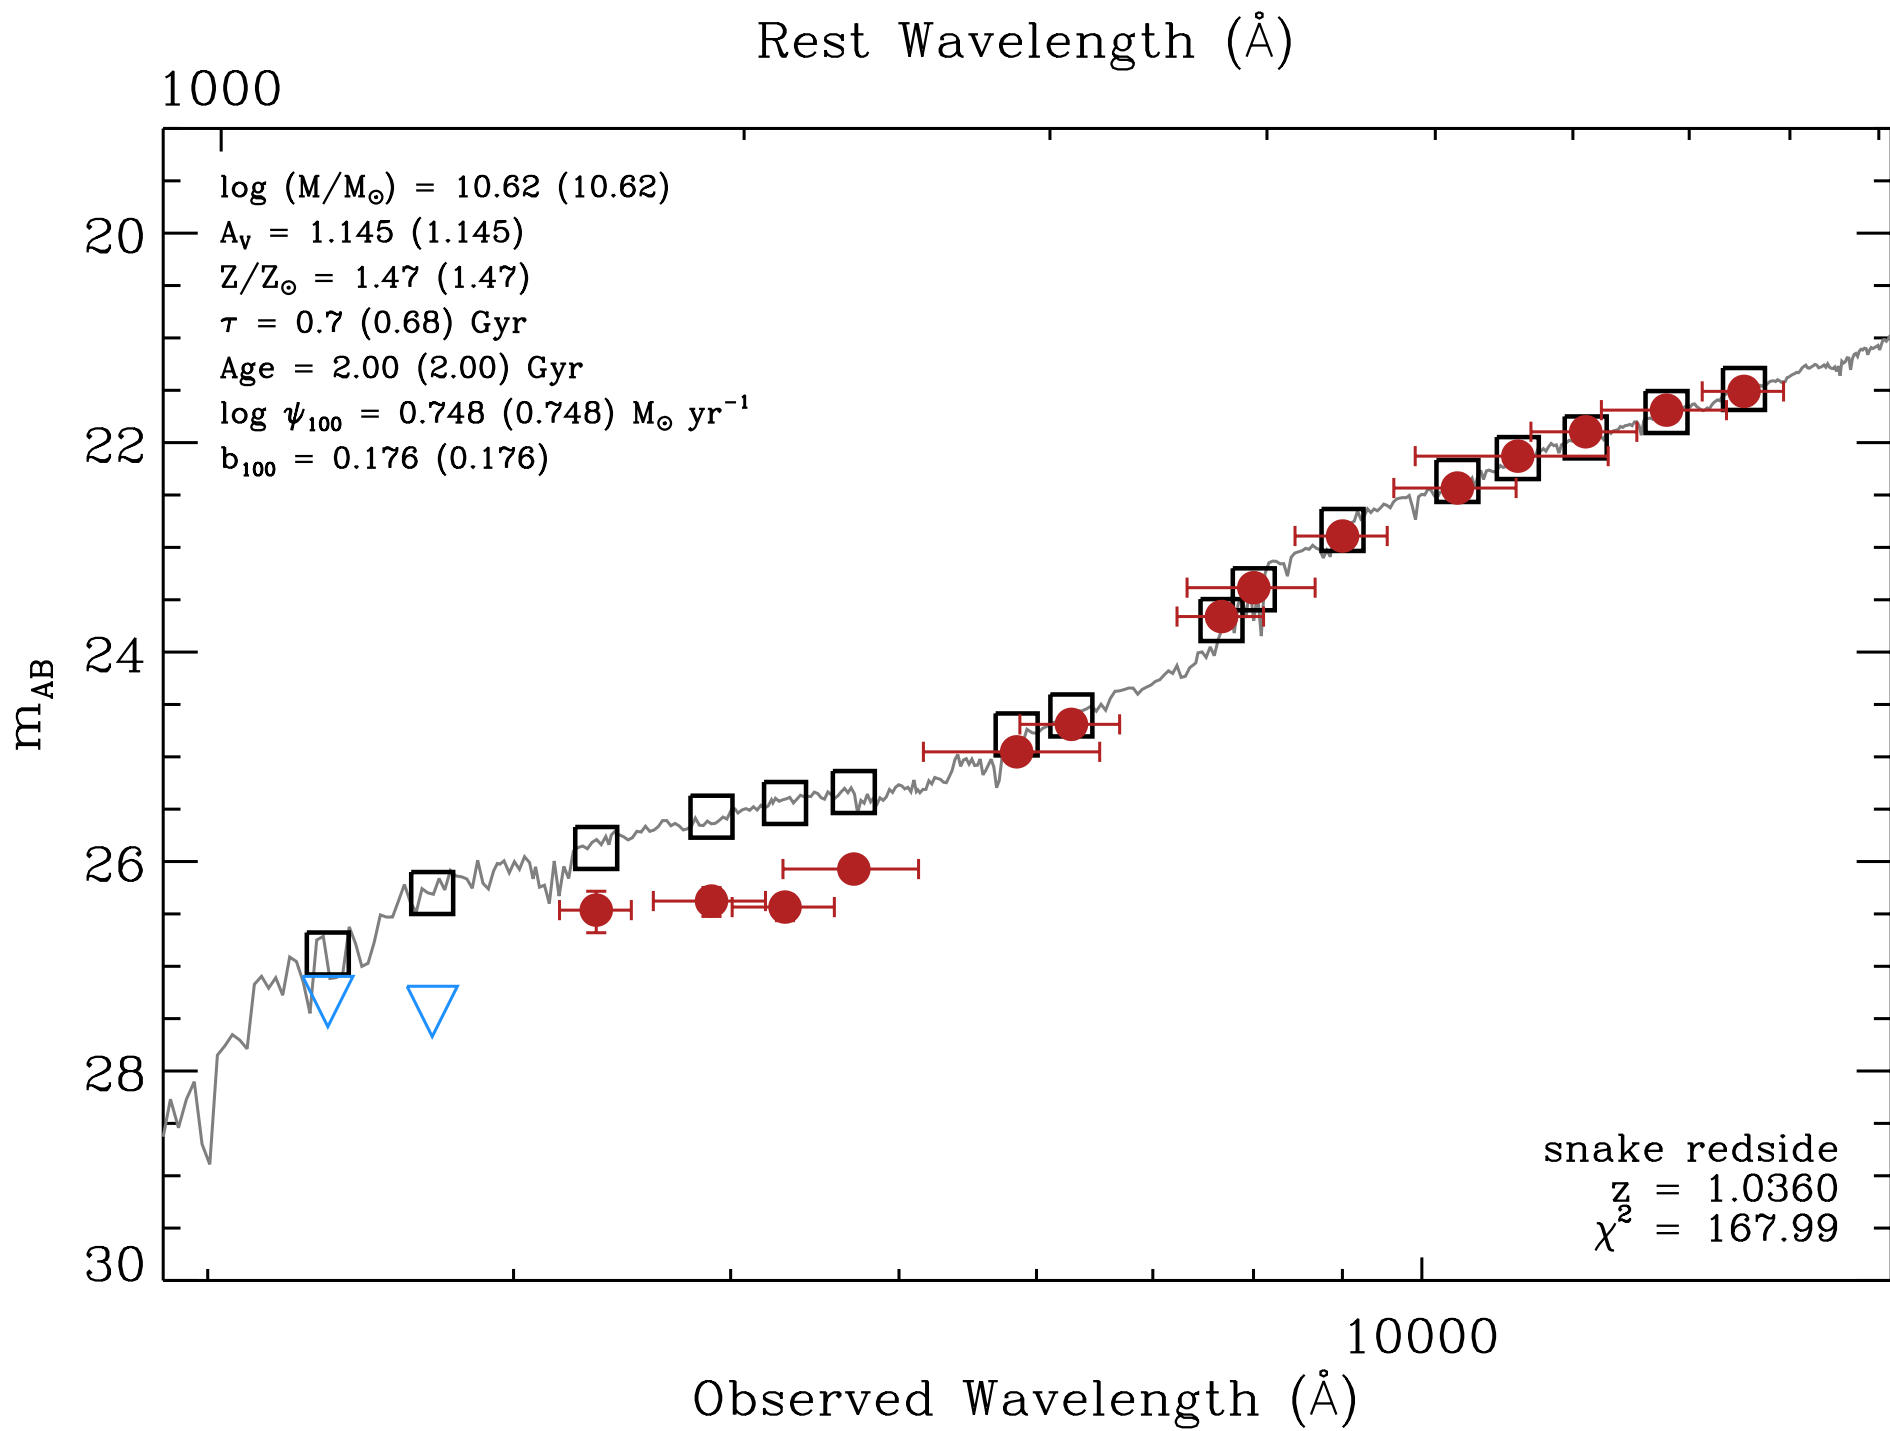 Rest Wavelength (Å)
1000
log (M/M☉) = 10.62 (10.62)
A_V = 1.145 (1.145)
Z/Z☉ = 1.47 (1.47)
τ = 0.7 (0.68) Gyr
Age = 2.00 (2.00) Gyr
log ψ₁₀₀ = 0.748 (0.748) M☉ yr⁻¹
b₁₀₀ = 0.176 (0.176)
20
22
24
26
28
30
m_AB
snake redside
z = 1.0360
χ² = 167.99
10000
Observed Wavelength (Å)